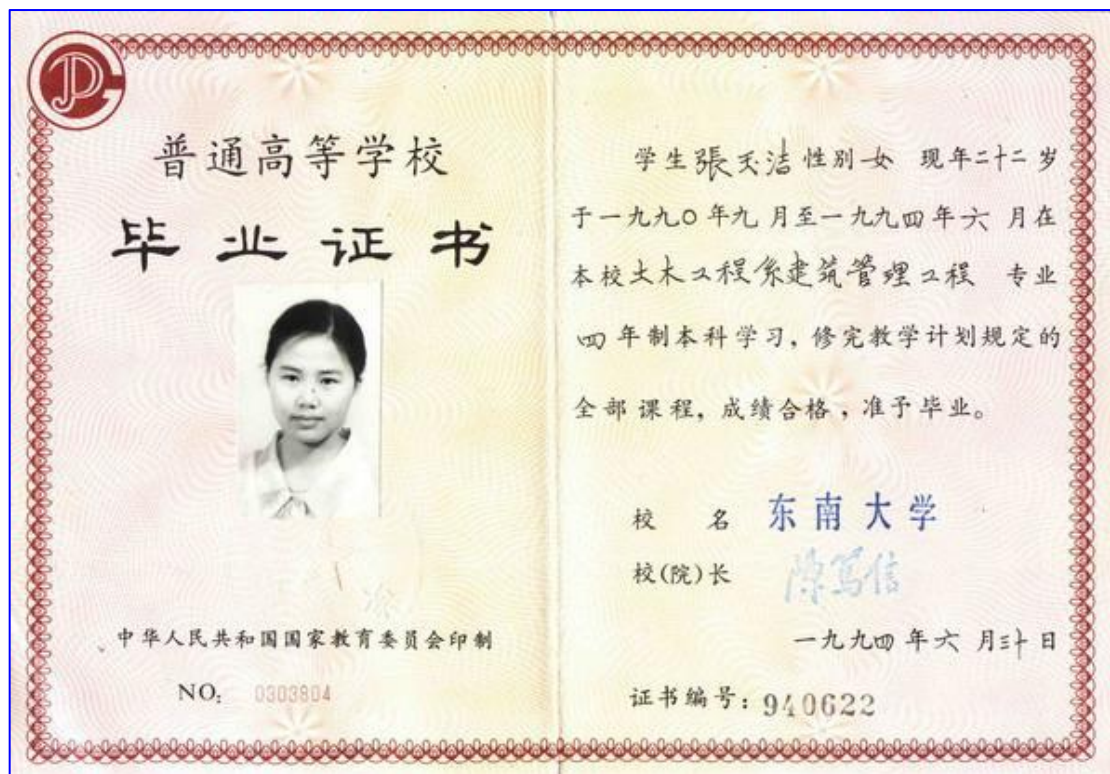 普通高等学校
毕业证书
中华人民共和国国家教育委员会印制
NO: 0303804
学生張天洁性别女 现年二十二岁
于一九九〇年九月至一九九四年六 月在
本校土木工程系建筑管理工程 专业
四年制本科学习，修完教学计划规定的
全部课程，成绩合格，准予毕业。
校 名 东南大学
校(院)长 陈笃信
一九九四年六 月三十日
证书编号：940622